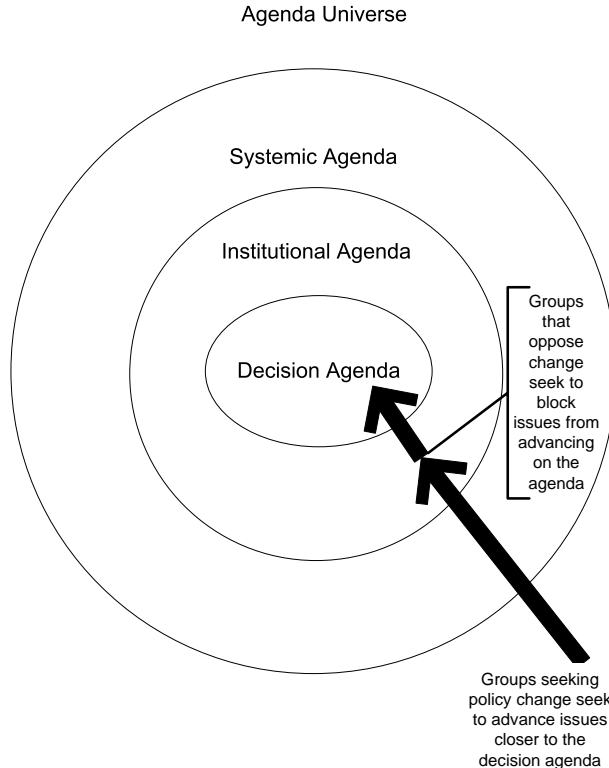 Agenda Universe
Systemic Agenda
Institutional Agenda
Decision Agenda
Groups
that
oppose
change
seek to
block
issues from
advancing
on the
agenda
Groups seeking
policy change seek
to advance issues
closer to the
decision agenda